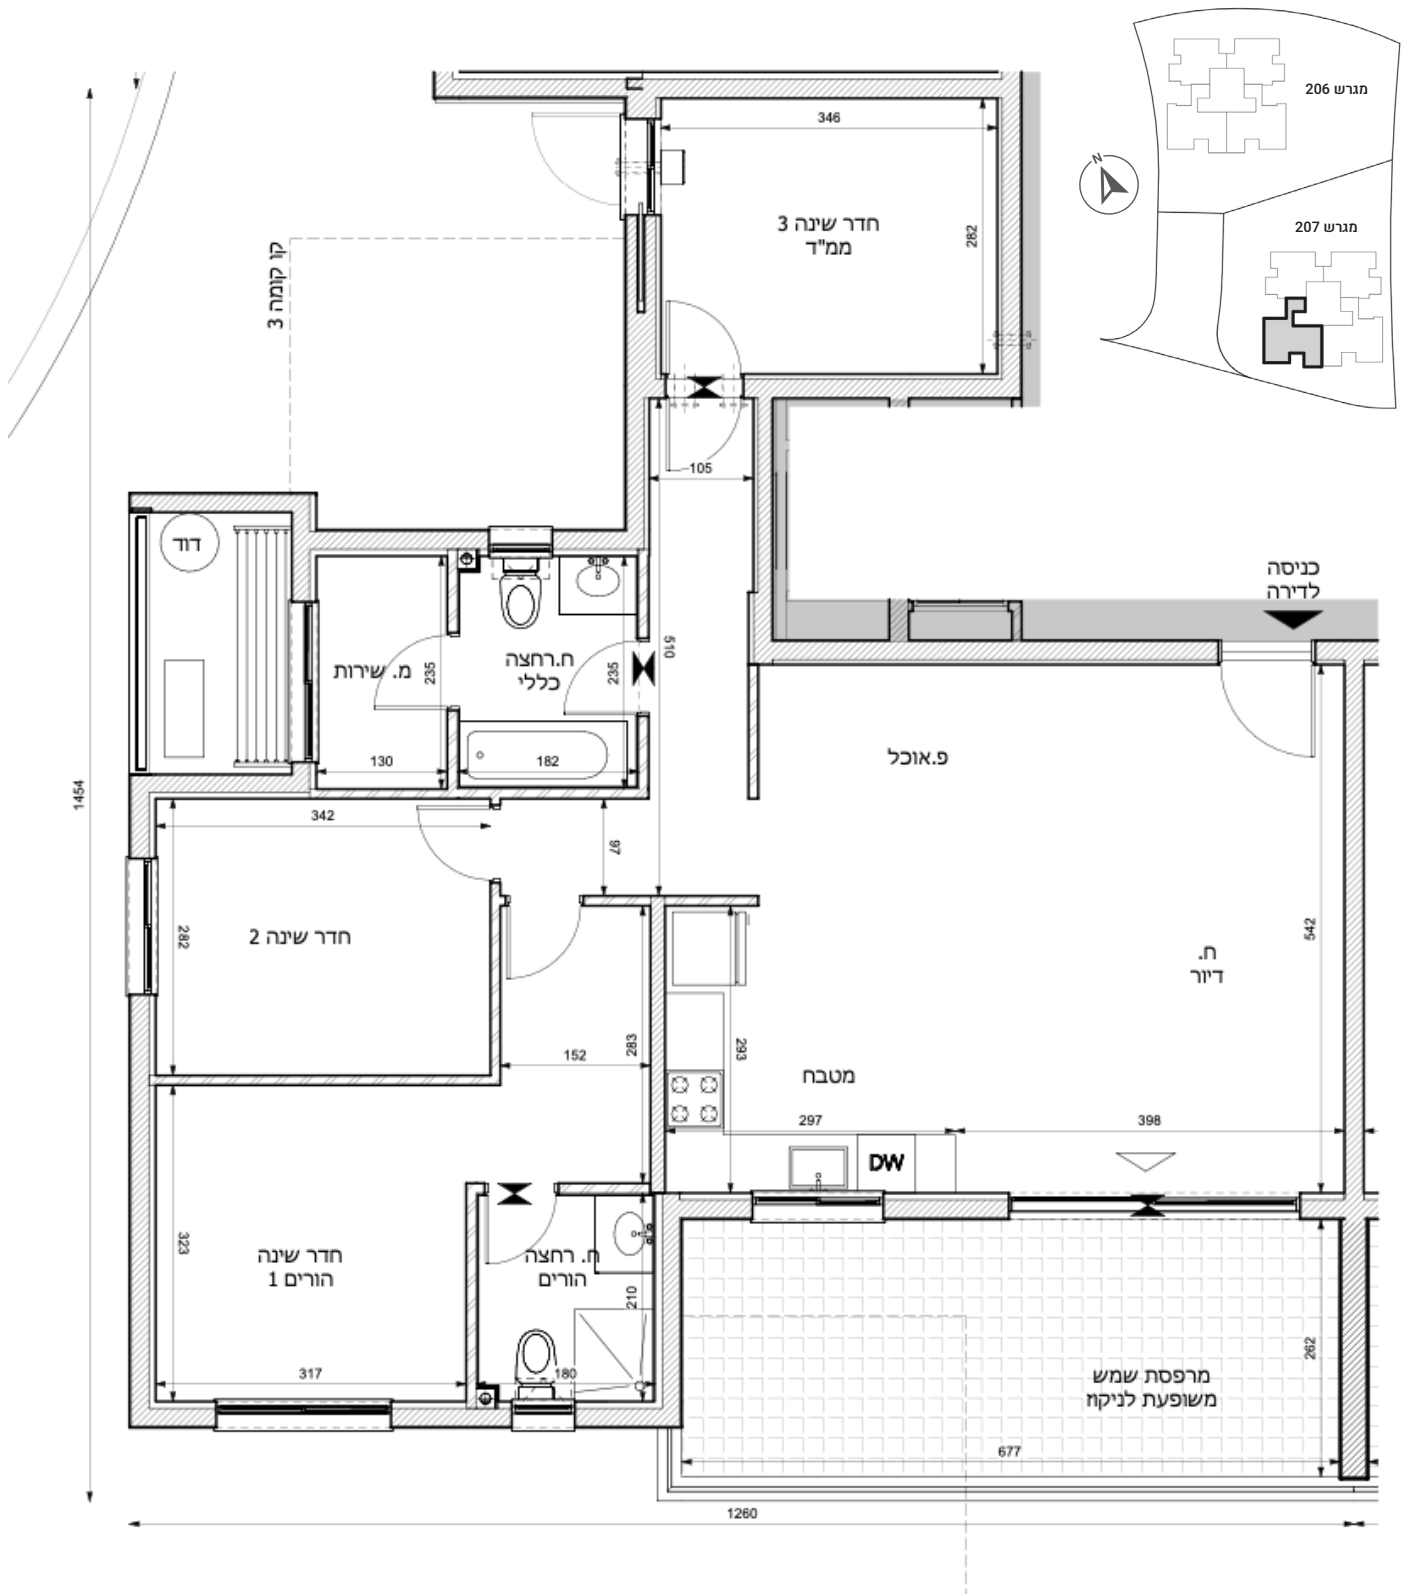 מגרש 206
N
מגרש 207
346
282
חדר שינה 3
ממ"ד
קו קומה 3
105
כניסה
לדירה
דוד
מ. שירות
235
ח.רחצה
כללי
235
510
130
182
פ.אוכל
1454
342
97
282
חדר שינה 2
542
ח.
דיור
152
283
293
מטבח
297
398
DW
323
חדר שינה
הורים 1
ח. רחצה
הורים
210
262
317
180
מרפסת שמש
משופעת לניקוז
677
1260